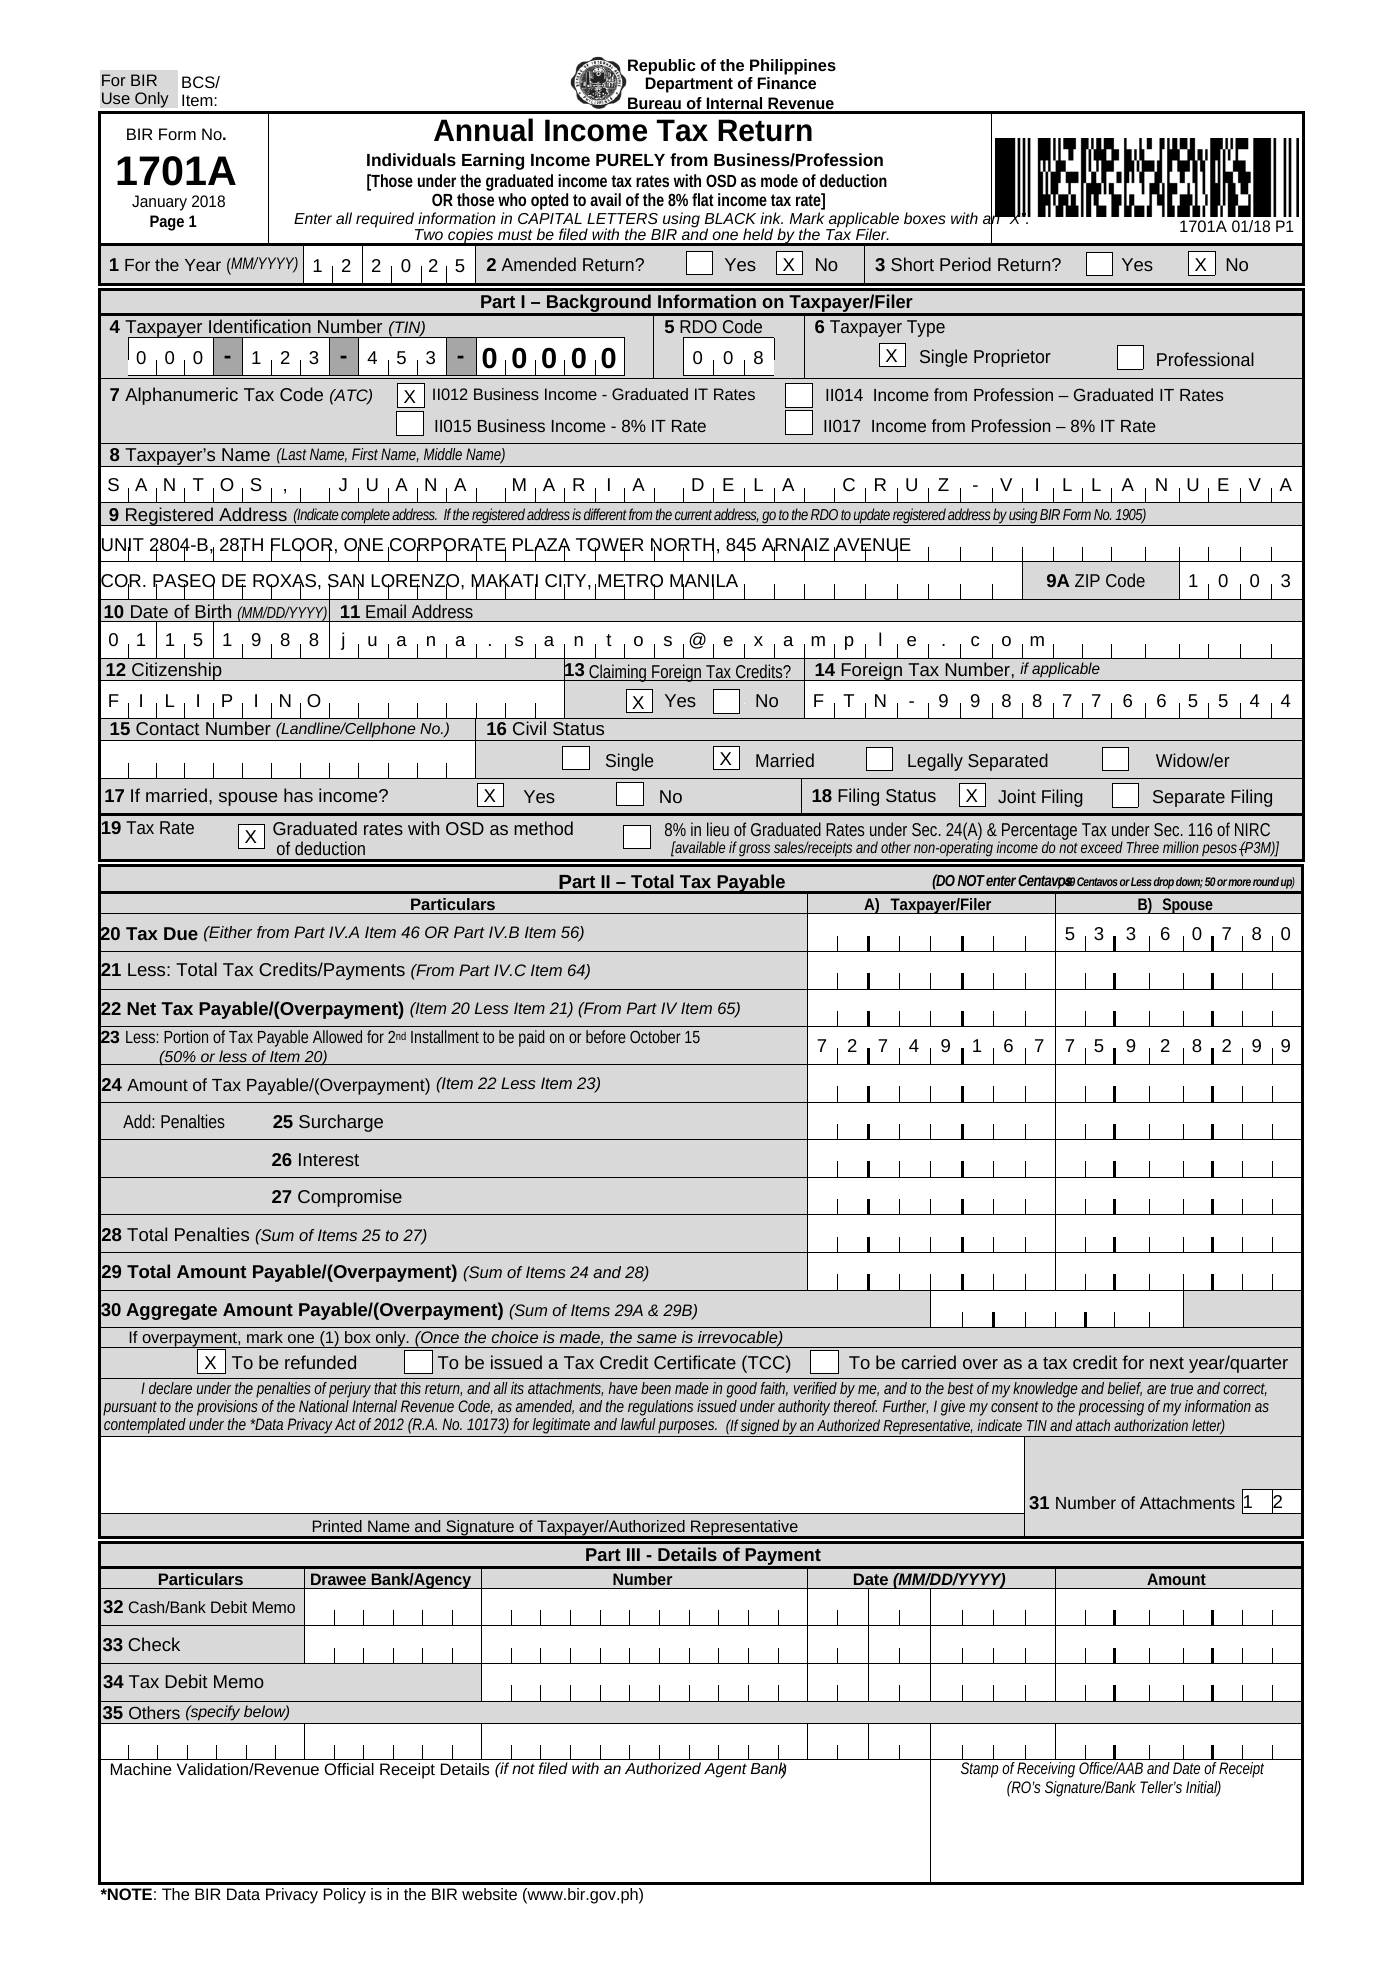 For BIR Use Only BCS/ Item:
Republic of the Philippines
Department of Finance
Bureau of Internal Revenue
BIR Form No.
1701A
January 2018
Page 1
Annual Income Tax Return
Individuals Earning Income PURELY from Business/Profession
[Those under the graduated income tax rates with OSD as mode of deduction
OR those who opted to avail of the 8% flat income tax rate]
Enter all required information in CAPITAL LETTERS using BLACK ink. Mark applicable boxes with an "X".
Two copies must be filed with the BIR and one held by the Tax Filer.
1701A 01/18 P1
1 For the Year (MM/YYYY) 1 2 2 0 2 5 2 Amended Return? Yes X No 3 Short Period Return? Yes X No
Part I – Background Information on Taxpayer/Filer
4 Taxpayer Identification Number (TIN) 5 RDO Code 6 Taxpayer Type
0 0 0 - 1 2 3 - 4 5 3 - 0 0 0 0 0 0 0 8 X Single Proprietor Professional
7 Alphanumeric Tax Code (ATC) X II012 Business Income - Graduated IT Rates II014 Income from Profession – Graduated IT Rates
II015 Business Income - 8% IT Rate II017 Income from Profession – 8% IT Rate
8 Taxpayer's Name (Last Name, First Name, Middle Name)
SANTOS, JUANA MARIA DELA CRUZ-VILLANUEVA
9 Registered Address (Indicate complete address. If the registered address is different from the current address, go to the RDO to update registered address by using BIR Form No. 1905)
UNIT 2804-B, 28TH FLOOR, ONE CORPORATE PLAZA TOWER NORTH, 845 ARNAIZ AVENUE
COR. PASEO DE ROXAS, SAN LORENZO, MAKATI CITY, METRO MANILA 9A ZIP Code 1 0 0 3
10 Date of Birth (MM/DD/YYYY) 11 Email Address
0 1 1 5 1 9 8 8 juana.santos@example.com
12 Citizenship 13 Claiming Foreign Tax Credits? 14 Foreign Tax Number, if applicable
FILIPINO X Yes No FTN-998877665544
15 Contact Number (Landline/Cellphone No.) 16 Civil Status
Single X Married Legally Separated Widow/er
17 If married, spouse has income? X Yes No 18 Filing Status X Joint Filing Separate Filing
19 Tax Rate X Graduated rates with OSD as method of deduction 8% in lieu of Graduated Rates under Sec. 24(A) & Percentage Tax under Sec. 116 of NIRC
[available if gross sales/receipts and other non-operating income do not exceed Three million pesos (P3M)]
Part II – Total Tax Payable (DO NOT enter Centavos; 49 Centavos or Less drop down; 50 or more round up)
Particulars A) Taxpayer/Filer B) Spouse
20 Tax Due (Either from Part IV.A Item 46 OR Part IV.B Item 56) 5 3 3 6 0 7 8 0
21 Less: Total Tax Credits/Payments (From Part IV.C Item 64)
22 Net Tax Payable/(Overpayment) (Item 20 Less Item 21) (From Part IV Item 65)
23 Less: Portion of Tax Payable Allowed for 2nd Installment to be paid on or before October 15
(50% or less of Item 20) 7 2 7 4 9 1 6 7 7 5 9 2 8 2 9 9
24 Amount of Tax Payable/(Overpayment) (Item 22 Less Item 23)
Add: Penalties 25 Surcharge
26 Interest
27 Compromise
28 Total Penalties (Sum of Items 25 to 27)
29 Total Amount Payable/(Overpayment) (Sum of Items 24 and 28)
30 Aggregate Amount Payable/(Overpayment) (Sum of Items 29A & 29B)
If overpayment, mark one (1) box only. (Once the choice is made, the same is irrevocable)
X To be refunded To be issued a Tax Credit Certificate (TCC) To be carried over as a tax credit for next year/quarter
I declare under the penalties of perjury that this return, and all its attachments, have been made in good faith, verified by me, and to the best of my knowledge and belief, are true and correct,
pursuant to the provisions of the National Internal Revenue Code, as amended, and the regulations issued under authority thereof. Further, I give my consent to the processing of my information as
contemplated under the *Data Privacy Act of 2012 (R.A. No. 10173) for legitimate and lawful purposes. (If signed by an Authorized Representative, indicate TIN and attach authorization letter)
31 Number of Attachments 1 2
Printed Name and Signature of Taxpayer/Authorized Representative
Part III - Details of Payment
Particulars Drawee Bank/Agency Number Date (MM/DD/YYYY) Amount
32 Cash/Bank Debit Memo
33 Check
34 Tax Debit Memo
35 Others (specify below)
Machine Validation/Revenue Official Receipt Details (if not filed with an Authorized Agent Bank) Stamp of Receiving Office/AAB and Date of Receipt
(RO's Signature/Bank Teller's Initial)
*NOTE: The BIR Data Privacy Policy is in the BIR website (www.bir.gov.ph)